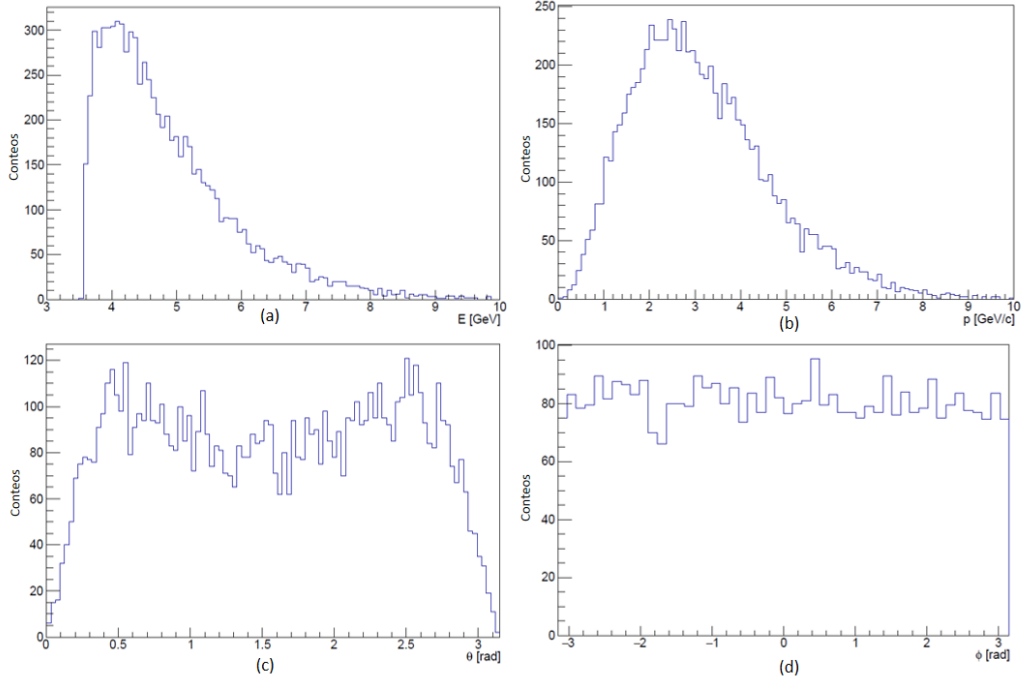 300
250
200
150
100
50
0
Conteos
3 4 5 6 7 8 9 10
E [GeV]
(a)
250
200
150
100
50
0
Conteos
0 1 2 3 4 5 6 7 8 9 10
p [GeV/c]
(b)
120
100
80
60
40
20
0
Conteos
0 0.5 1 1.5 2 2.5 3
θ [rad]
(c)
100
80
60
40
20
0
Conteos
−3 −2 −1 0 1 2 3
ϕ [rad]
(d)